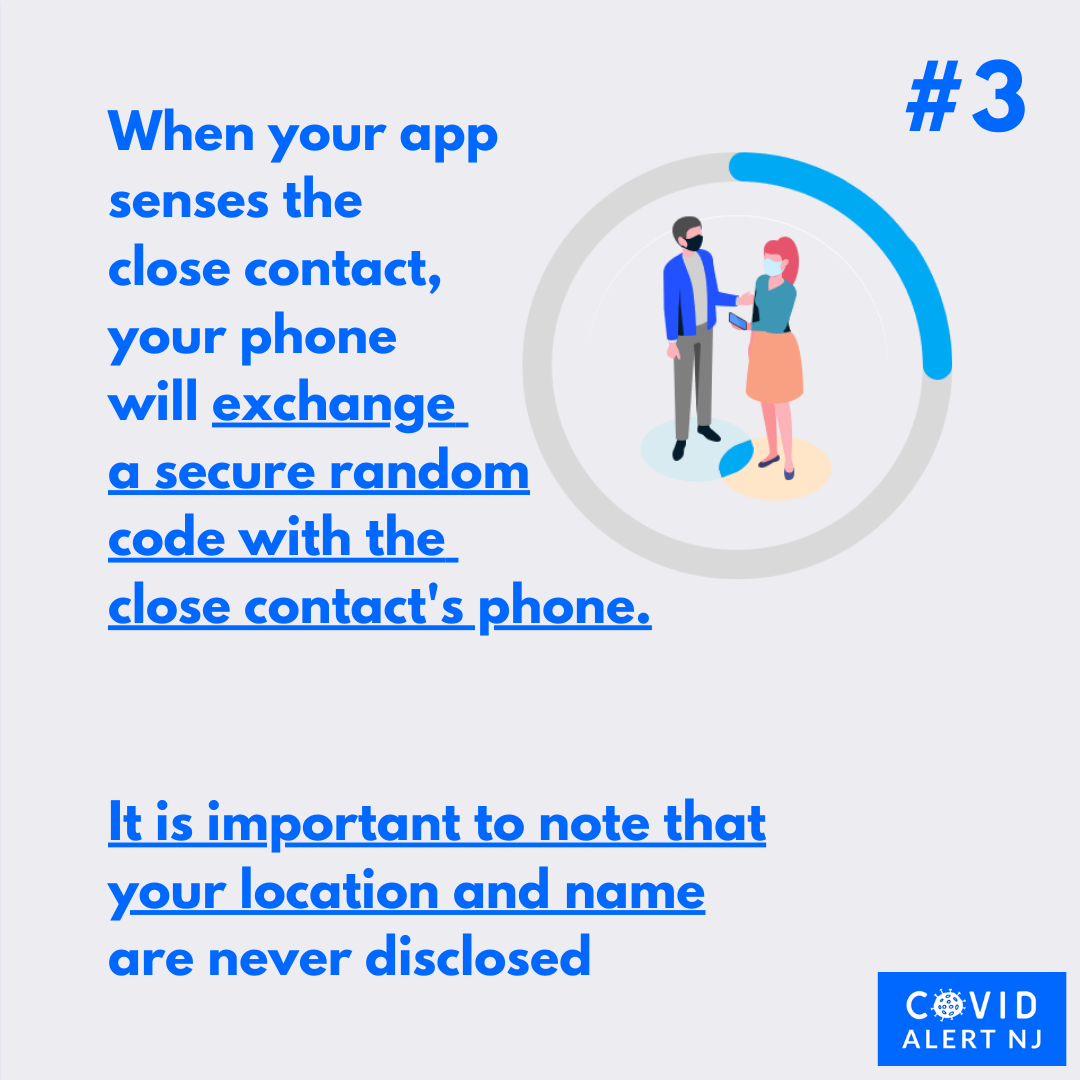 #3
When your app
senses the
close contact,
your phone
will exchange
a secure random
code with the
close contact's phone.
It is important to note that
your location and name
are never disclosed
COVID
ALERT NJ